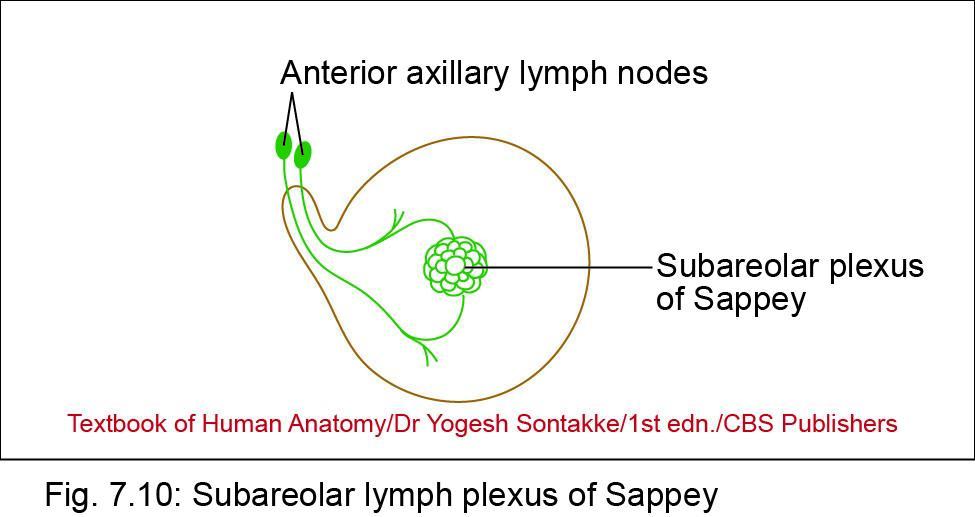 Anterior axillary lymph nodes
Subareolar plexus
of Sappey
Textbook of Human Anatomy/Dr Yogesh Sontakke/1st edn./CBS Publishers
Fig. 7.10: Subareolar lymph plexus of Sappey